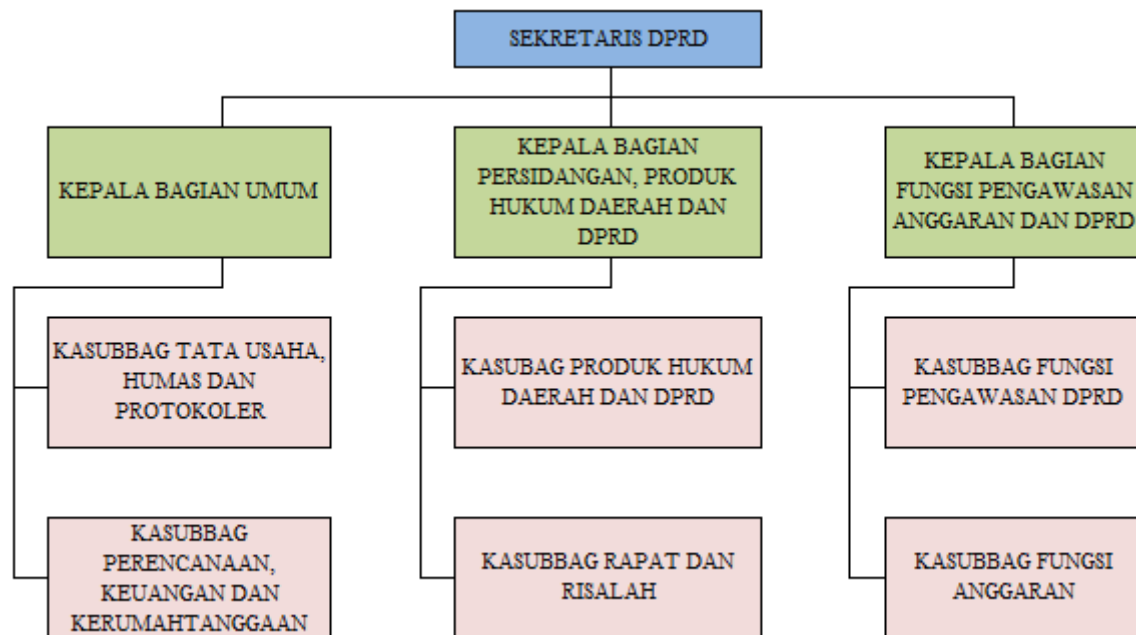 SEKRETARIS DPRD
KEPALA BAGIAN UMUM
KEPALA BAGIAN
PERSIDANGAN, PRODUK
HUKUM DAERAH DAN
DPRD
KEPALA BAGIAN
FUNGSI PENGAWASAN
ANGGARAN DAN DPRD
KASUBBAG TATA USAHA,
HUMAS DAN
PROTOKOLER
KASUBAG PRODUK HUKUM
DAERAH DAN DPRD
KASUBBAG FUNGSI
PENGAWASAN DPRD
KASUBBAG
PERENCANAAN,
KEUANGAN DAN
KERUMAHTANGGAAN
KASUBBAG RAPAT DAN
RISALAH
KASUBBAG FUNGSI
ANGGARAN